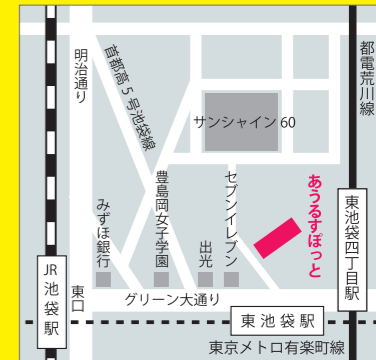 明治通り
首都高5号池袋線
都電荒川線
サンシャイン60
みずほ銀行
豊島岡女子学園
出光
セブンイレブン
あうるすぽっと
東池袋四丁目駅
JR池袋駅
東口
グリーン大通り
東池袋駅
東京メトロ有楽町線